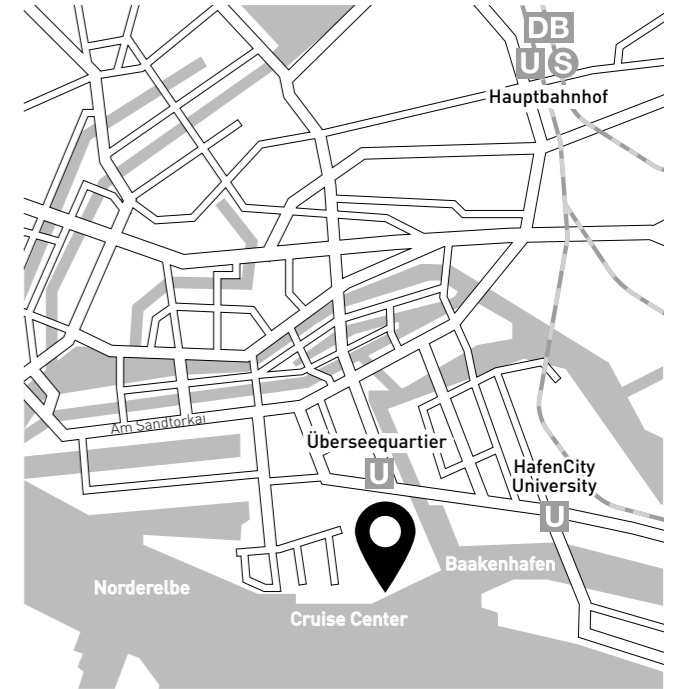 DB
U S
Hauptbahnhof
Am Sandtorkai
Überseequartier
U
HafenCity
University
U
Baakenhafen
Norderelbe
Cruise Center